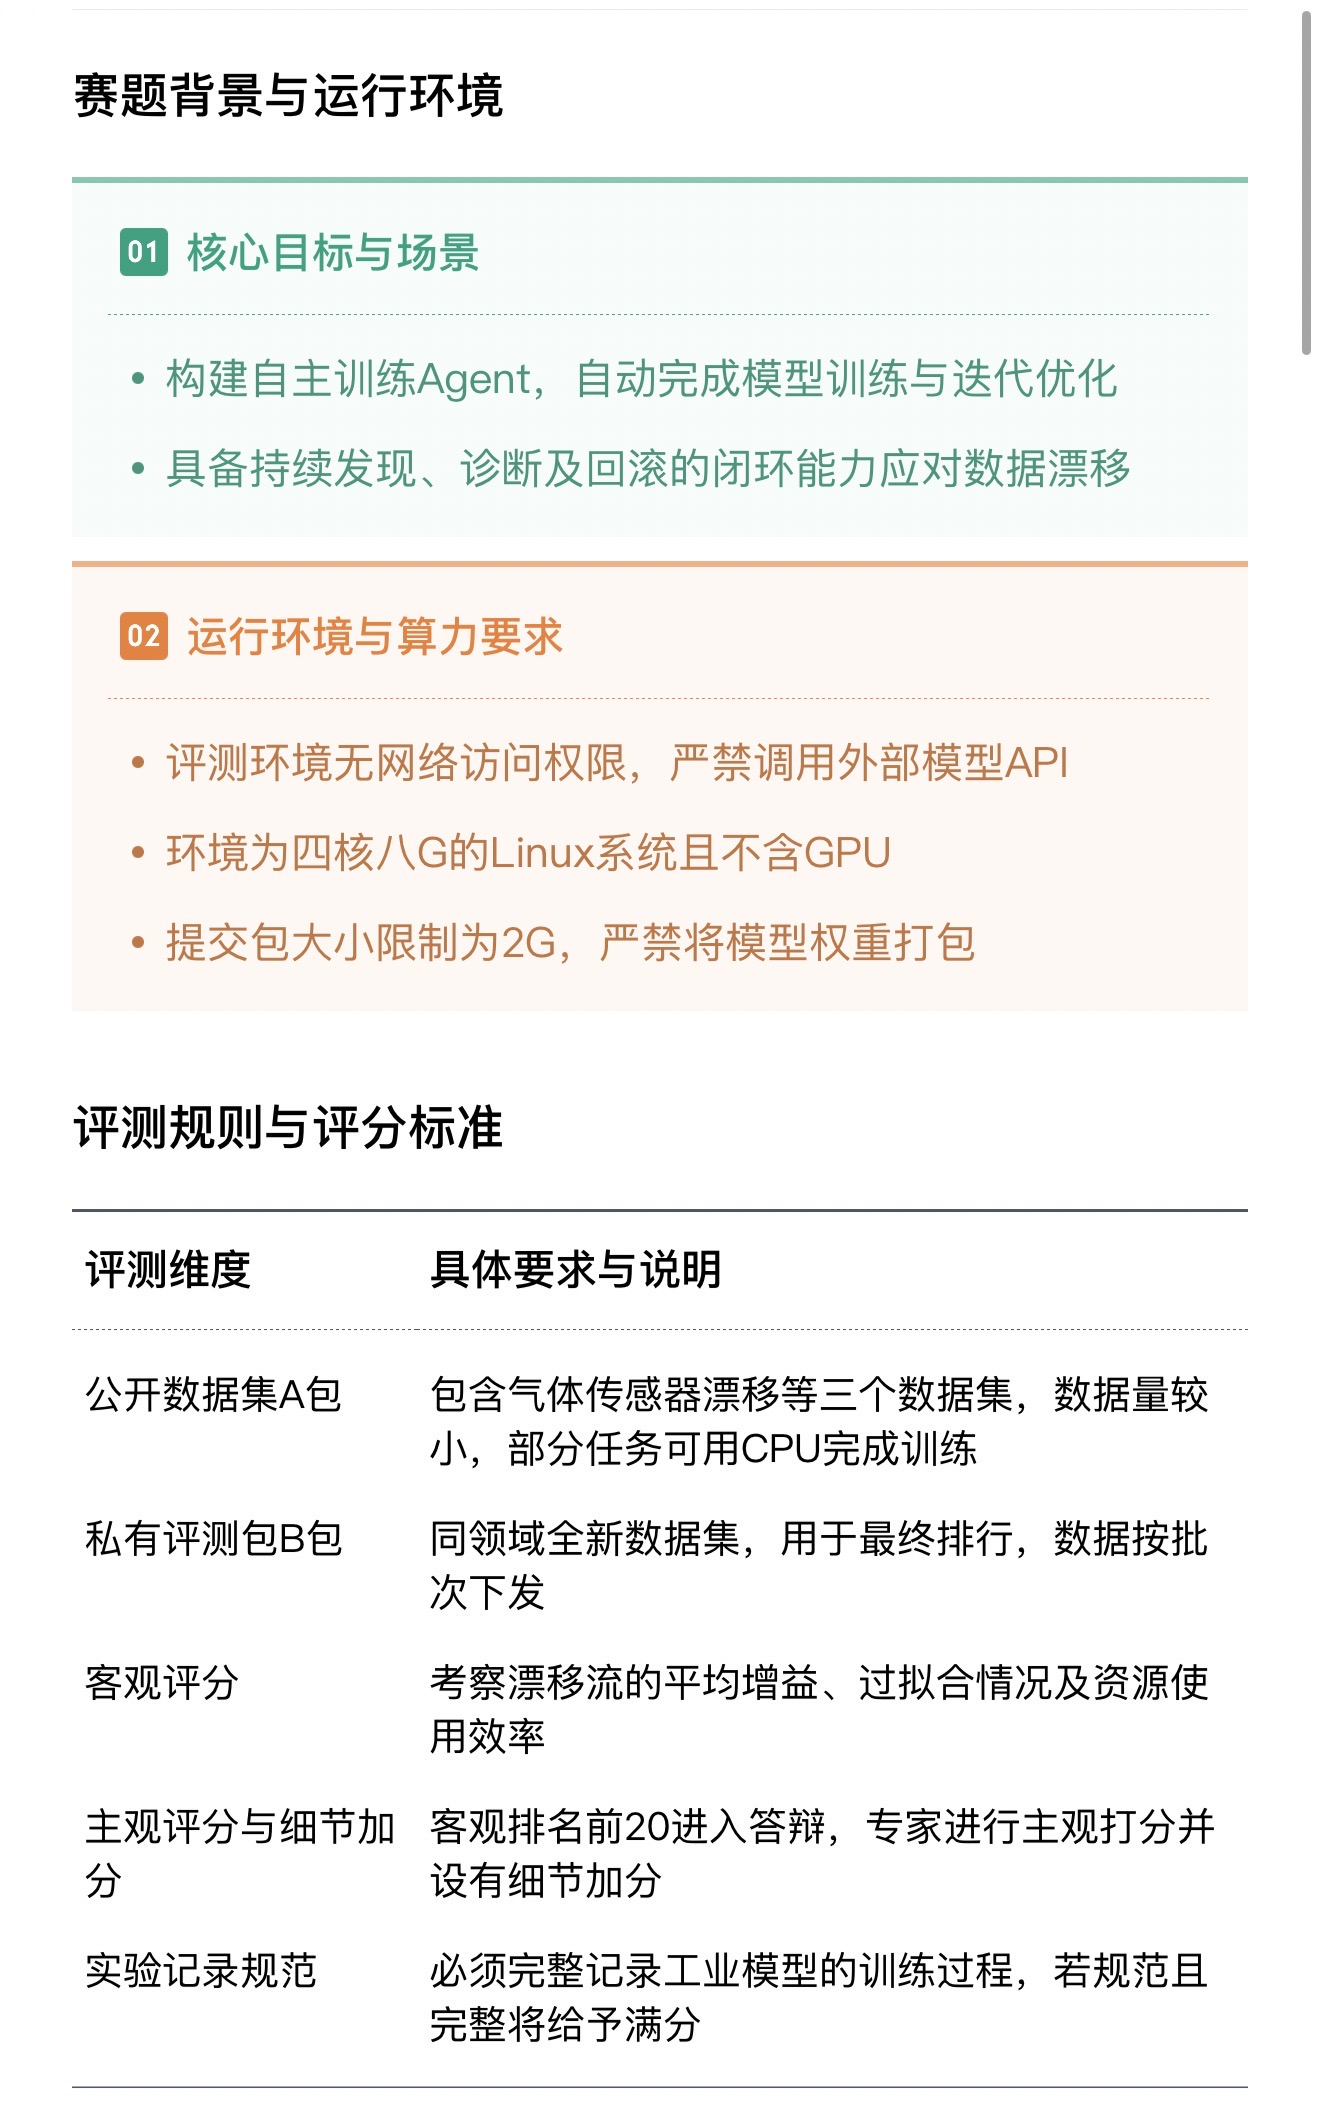 赛题背景与运行环境
01 核心目标与场景
• 构建自主训练Agent，自动完成模型训练与迭代优化
• 具备持续发现、诊断及回滚的闭环能力应对数据漂移
02 运行环境与算力要求
• 评测环境无网络访问权限，严禁调用外部模型API
• 环境为四核八G的Linux系统且不含GPU
• 提交包大小限制为2G，严禁将模型权重打包
评测规则与评分标准
评测维度 具体要求与说明
公开数据集A包 包含气体传感器漂移等三个数据集，数据量较
小，部分任务可用CPU完成训练
私有评测包B包 同领域全新数据集，用于最终排行，数据按批
次下发
客观评分 考察漂移流的平均增益、过拟合情况及资源使
用效率
主观评分与细节加 客观排名前20进入答辩，专家进行主观打分并
分 设有细节加分
实验记录规范 必须完整记录工业模型的训练过程，若规范且
完整将给予满分